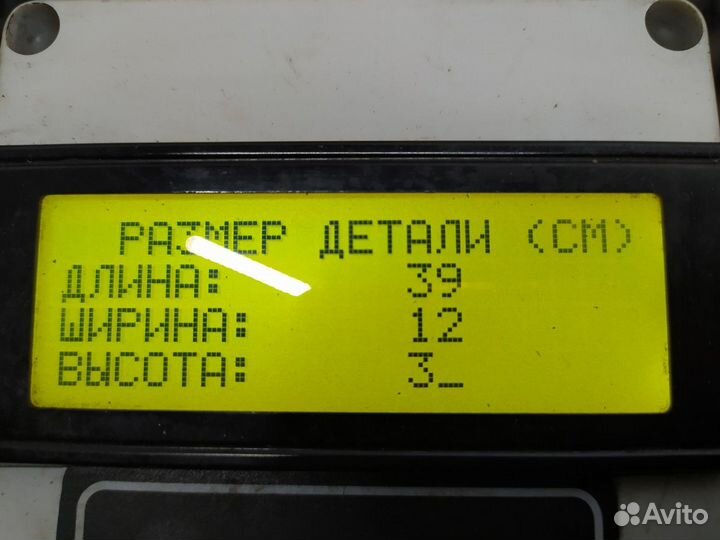 РАЗМЕР ДЕТАЛИ (СМ)
ДЛИНА: 39
ШИРИНА: 12
ВЫСОТА: 3_
Avito